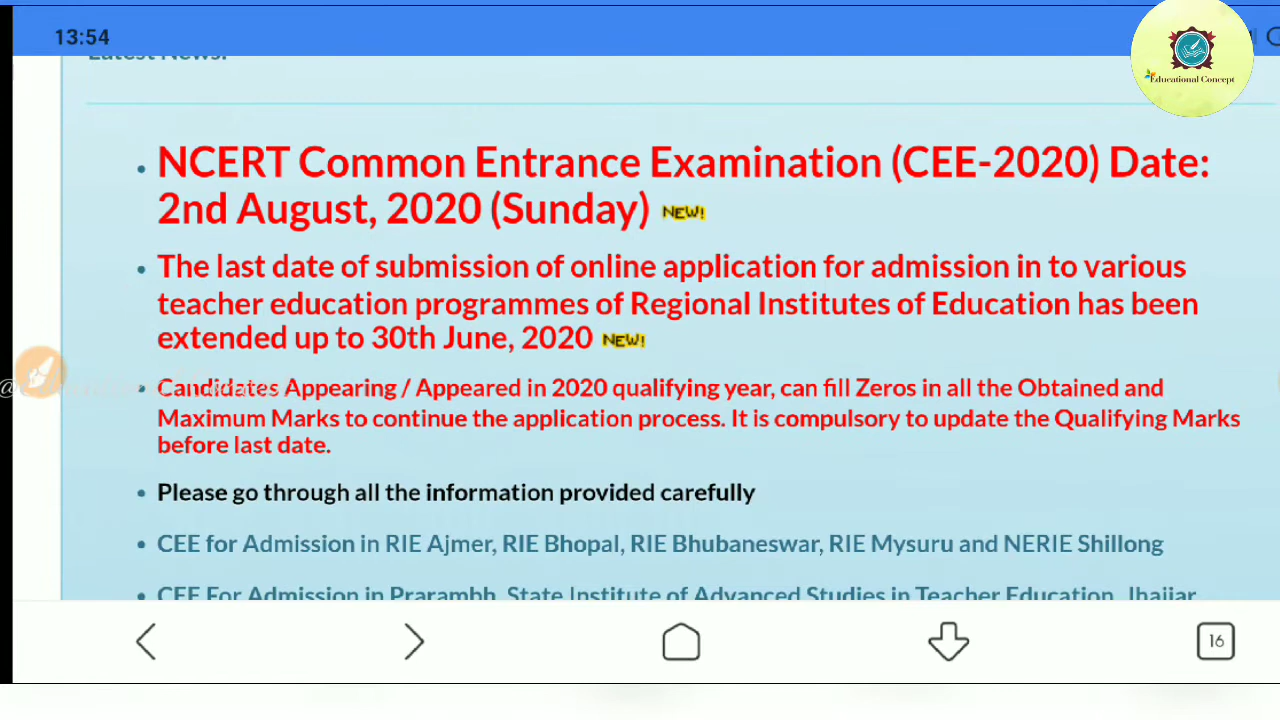 13:54
Educational Concept
Latest News:
NCERT Common Entrance Examination (CEE-2020) Date:
2nd August, 2020 (Sunday) NEW!
The last date of submission of online application for admission in to various
teacher education programmes of Regional Institutes of Education has been
extended up to 30th June, 2020 NEW!
Candidates Appearing / Appeared in 2020 qualifying year, can fill Zeros in all the Obtained and
Maximum Marks to continue the application process. It is compulsory to update the Qualifying Marks
before last date.
Please go through all the information provided carefully
CEE for Admission in RIE Ajmer, RIE Bhopal, RIE Bhubaneswar, RIE Mysuru and NERIE Shillong
CEE For Admission in Prarambh, State Institute of Advanced Studies in Teacher Education, Jhajjar
16